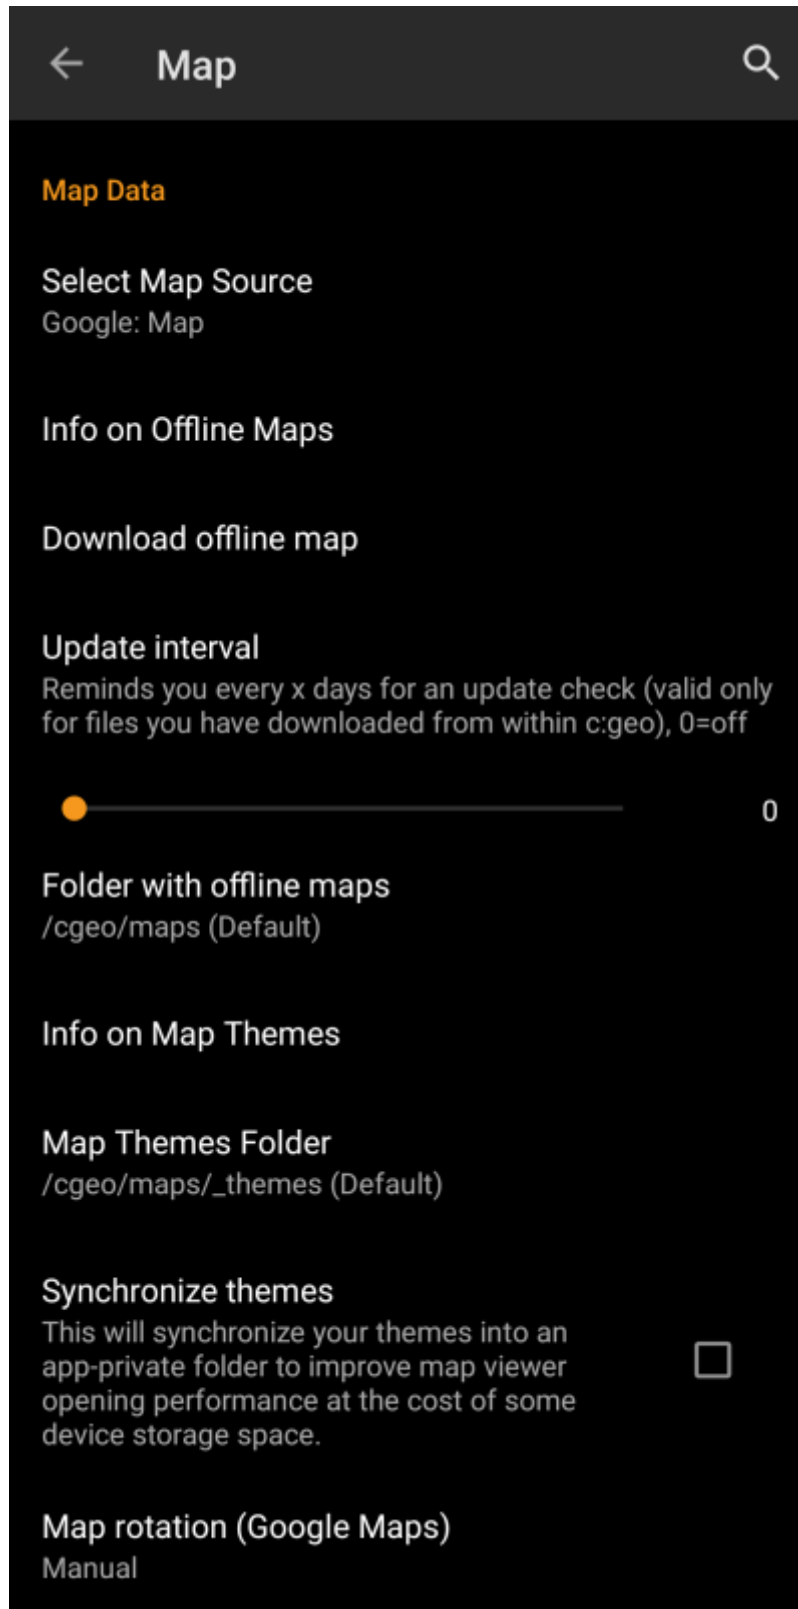 Map
Map Data
Select Map Source
Google: Map
Info on Offline Maps
Download offline map
Update interval
Reminds you every x days for an update check (valid only
for files you have downloaded from within c:geo), 0=off
0
Folder with offline maps
/cgeo/maps (Default)
Info on Map Themes
Map Themes Folder
/cgeo/maps/_themes (Default)
Synchronize themes
This will synchronize your themes into an
app-private folder to improve map viewer
opening performance at the cost of some
device storage space.
Map rotation (Google Maps)
Manual